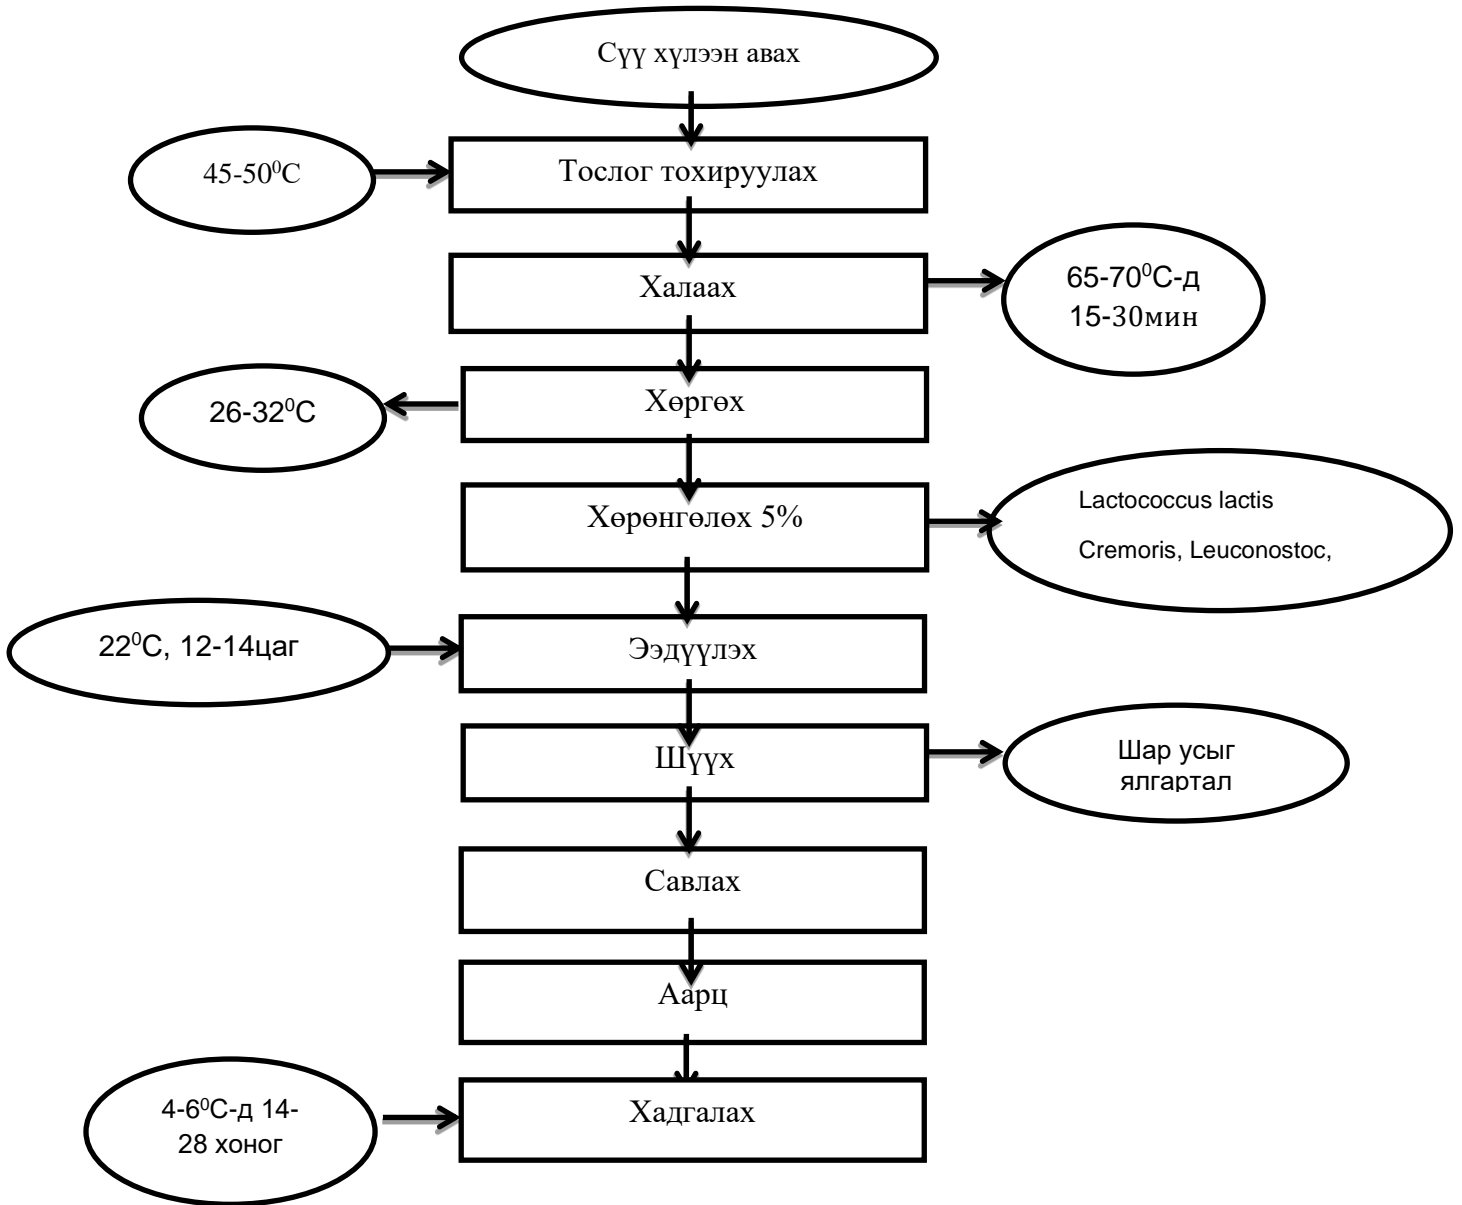 Сүү хүлээн авах
45-50⁰С
Тослог тохируулах
Халаах
65-70⁰С-д
15-30мин
Хөргөх
26-32⁰С
Хөрөнгөлөх 5%
Lactococcus lactis
Cremoris, Leuconostoc,
22⁰С, 12-14цаг
Ээдүүлэх
Шүүх
Шар усыг
ялгартал
Савлах
Аарц
Хадгалах
4-6⁰С-д 14-
28 хоног